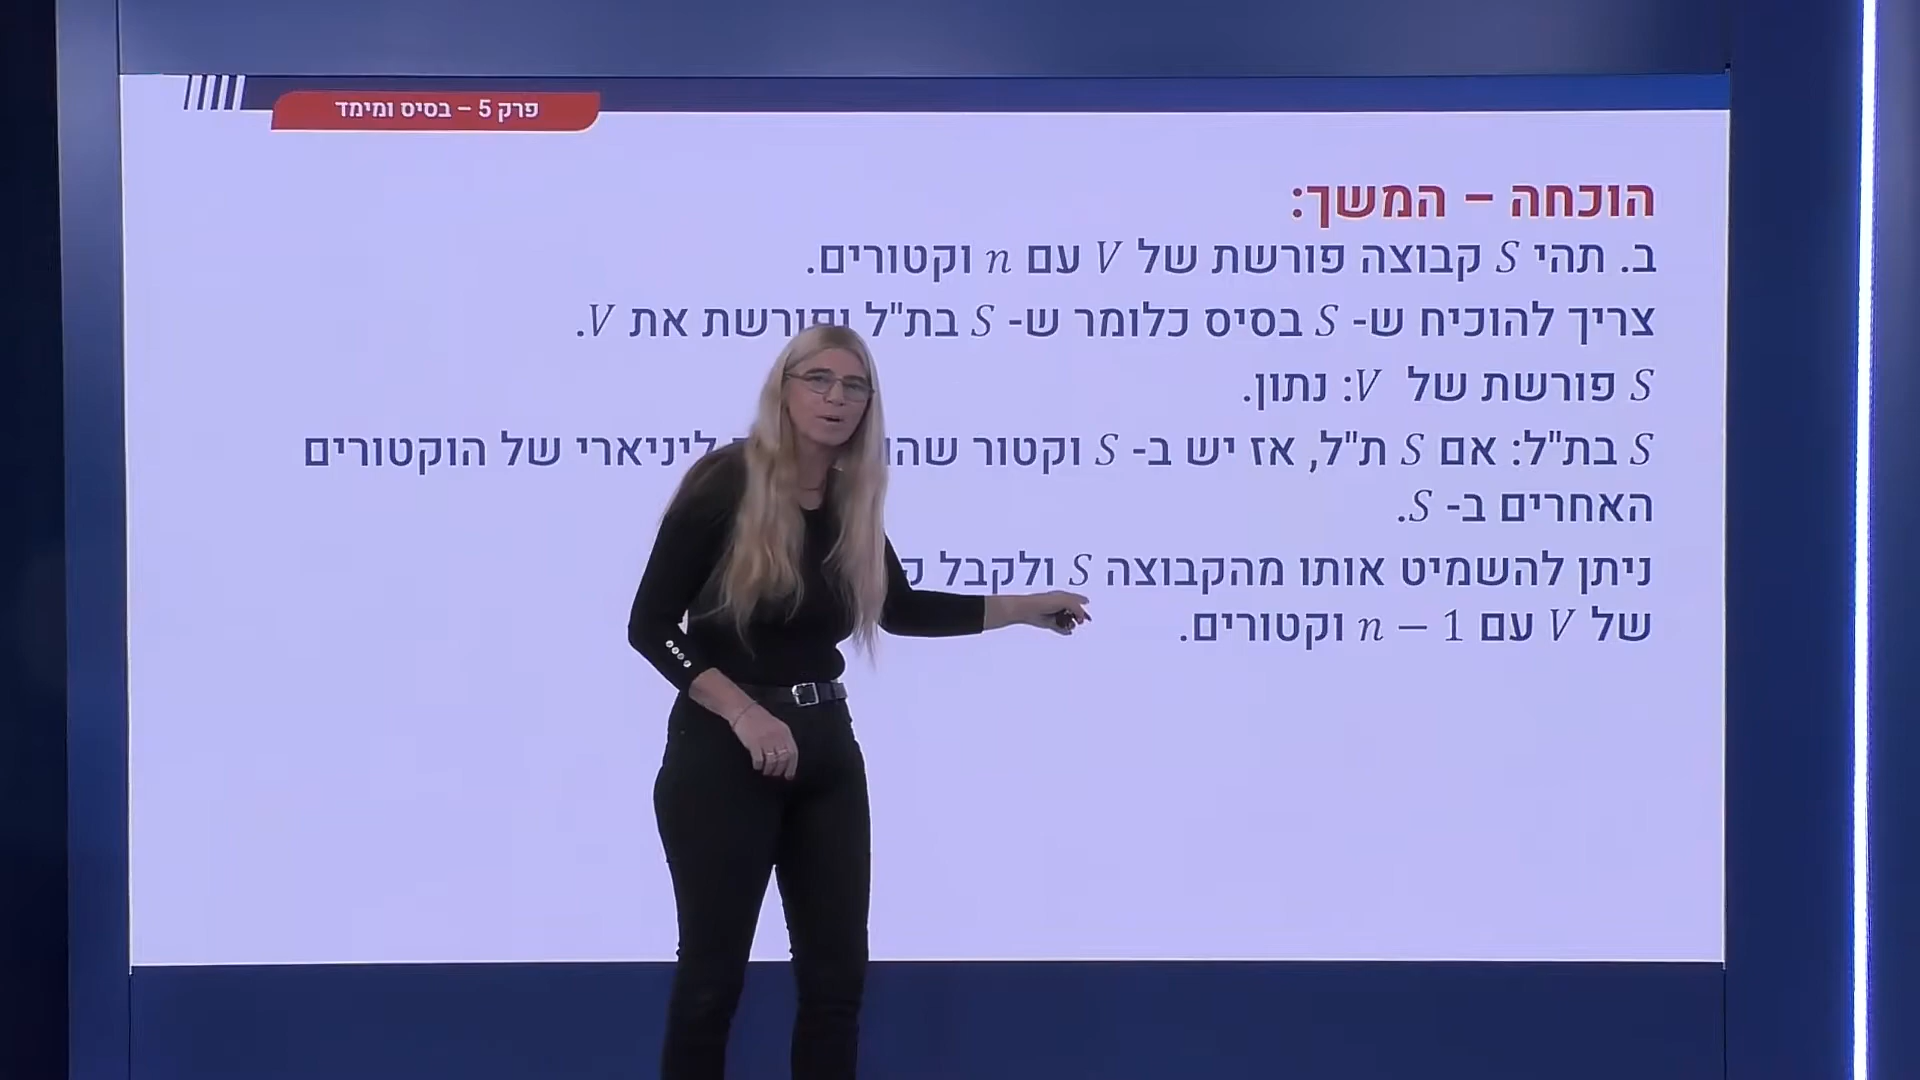 פרק 5 – בסיס ומימד
הוכחה – המשך:
ב. תהי S קבוצה פורשת של V עם n וקטורים.
צריך להוכיח ש- S בסיס כלומר ש- S בת"ל ופורשת את V.
S פורשת של V: נתון.
S בת"ל: אם S ת"ל, אז יש ב- S וקטור ליניארי של הוקטורים
האחרים ב- S.
ניתן להשמיט אותו מהקבוצה S ולקבל
של V עם n − 1 וקטורים.